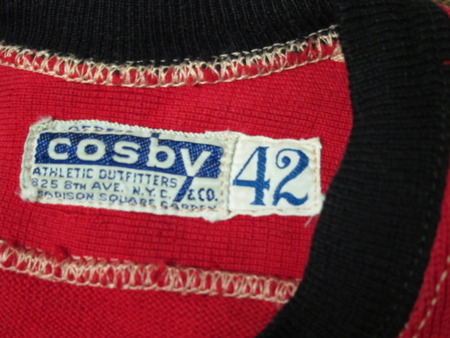 cosby
ATHLETIC OUTFITTERS
825 8TH AVE. N.Y.C. & CO.
MADISON SQUARE GARDEN
42